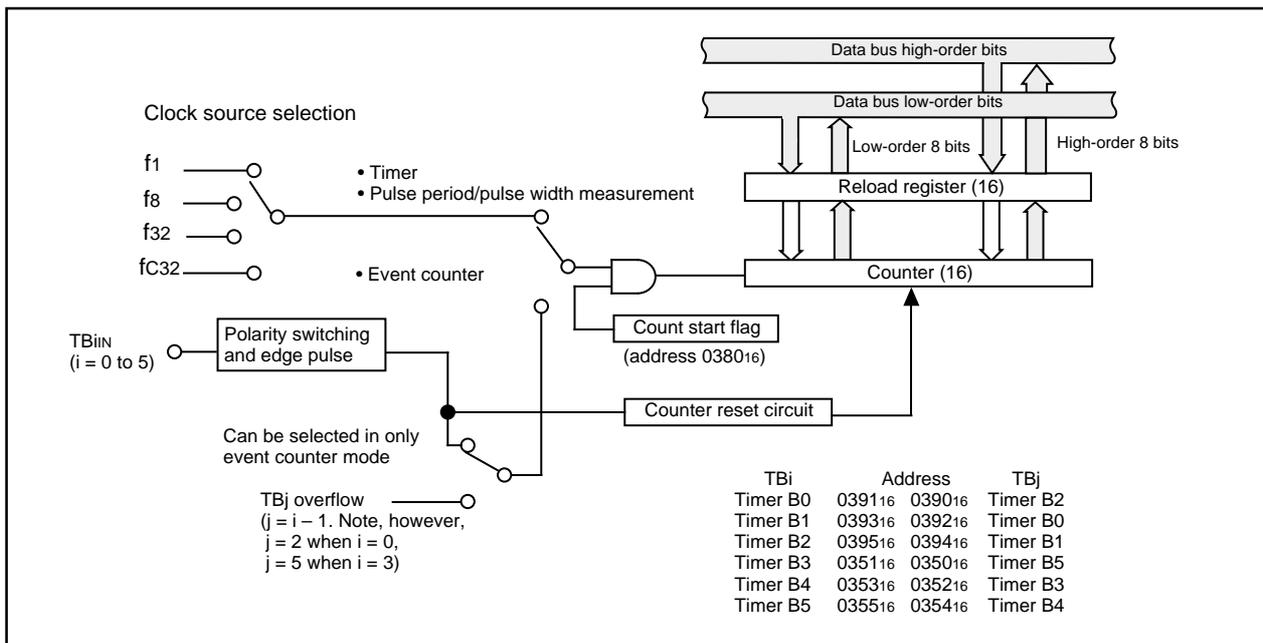 Data bus high-order bits
Data bus low-order bits
Clock source selection
Low-order 8 bits
High-order 8 bits
f1
• Timer
• Pulse period/pulse width measurement
Reload register (16)
f8
f32
fC32
• Event counter
Counter (16)
Count start flag
(address 038016)
TBiIN
(i = 0 to 5)
Polarity switching
and edge pulse
Counter reset circuit
Can be selected in only
event counter mode
TBj overflow
(j = i – 1. Note, however,
j = 2 when i = 0,
j = 5 when i = 3)
TBi Address TBj
Timer B0 039116 039016 Timer B2
Timer B1 039316 039216 Timer B0
Timer B2 039516 039416 Timer B1
Timer B3 035116 035016 Timer B5
Timer B4 035316 035216 Timer B3
Timer B5 035516 035416 Timer B4